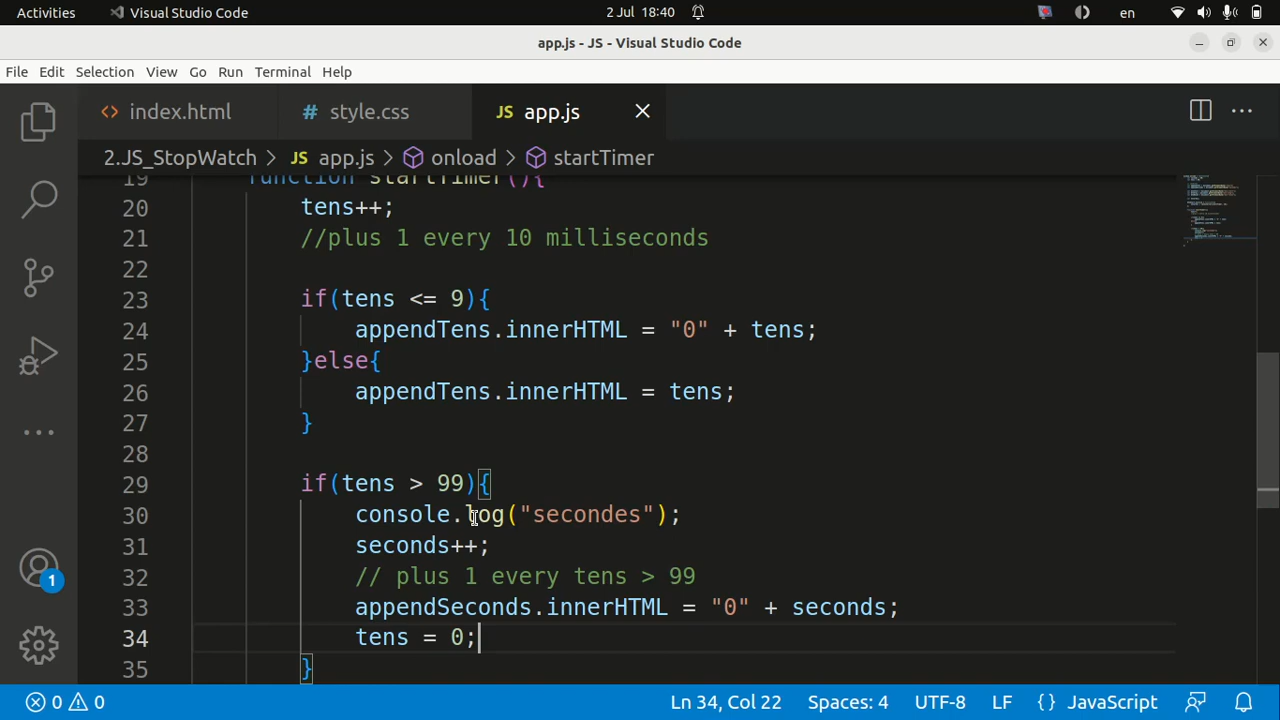 Activities Visual Studio Code 2 Jul 18:40 en
app.js - JS - Visual Studio Code
File Edit Selection View Go Run Terminal Help
<> index.html # style.css JS app.js
2.JS_StopWatch > JS app.js > onload > startTimer
19 function startTimer(){
20 tens++;
21 //plus 1 every 10 milliseconds
22
23 if(tens <= 9){
24 appendTens.innerHTML = "0" + tens;
25 }else{
26 appendTens.innerHTML = tens;
27 }
28
29 if(tens > 99){
30 console.log("secondes");
31 seconds++;
32 // plus 1 every tens > 99
33 appendSeconds.innerHTML = "0" + seconds;
34 tens = 0;
35 }
1
0 0 Ln 34, Col 22 Spaces: 4 UTF-8 LF {} JavaScript